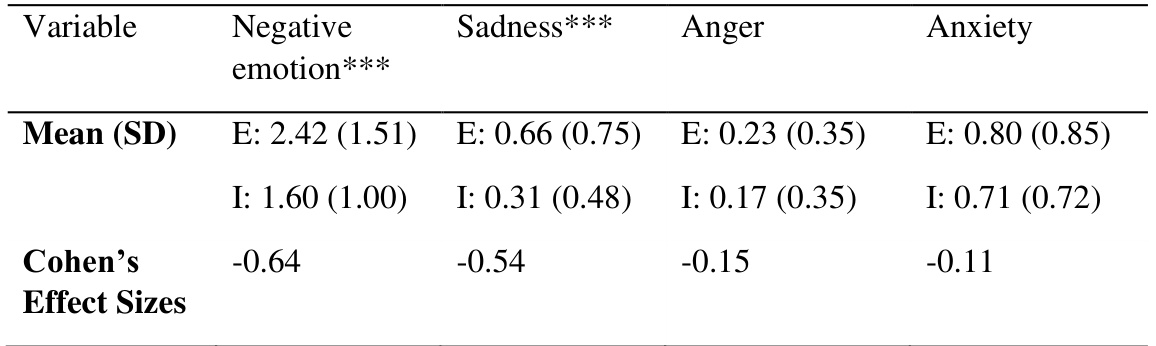 Variable Negative Sadness*** Anger Anxiety
emotion***
Mean (SD) E: 2.42 (1.51) E: 0.66 (0.75) E: 0.23 (0.35) E: 0.80 (0.85)
I: 1.60 (1.00) I: 0.31 (0.48) I: 0.17 (0.35) I: 0.71 (0.72)
Cohen’s -0.64 -0.54 -0.15 -0.11
Effect Sizes